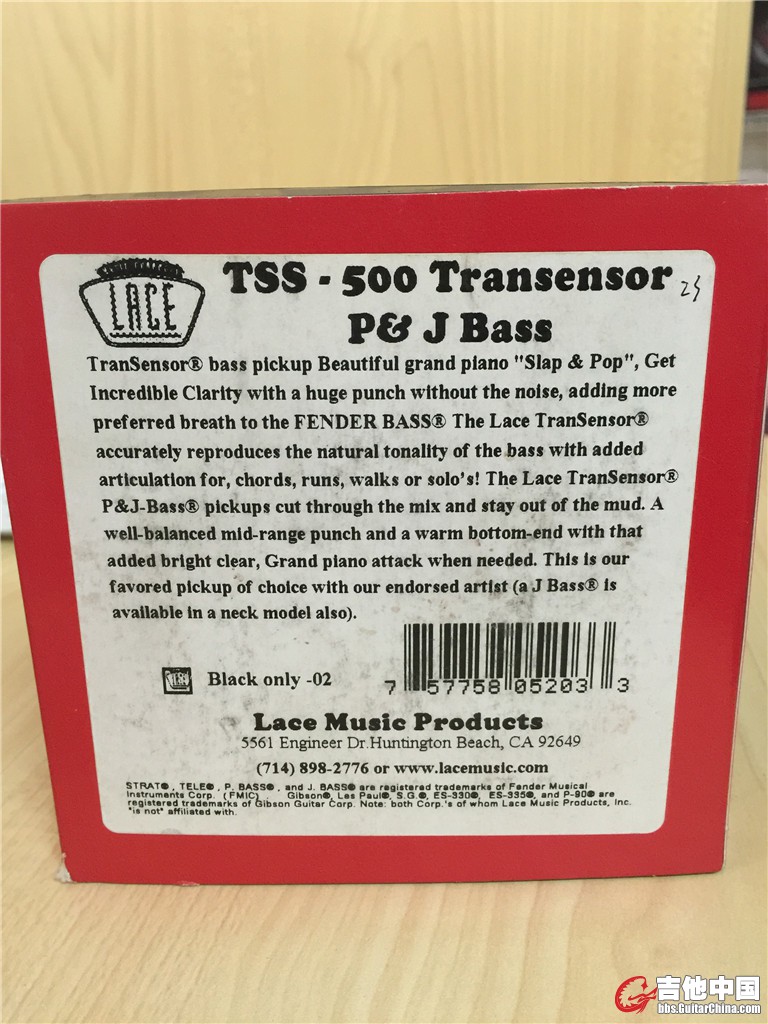 LACE
TSS - 500 Transensor
P& J Bass
TranSensor® bass pickup Beautiful grand piano "Slap & Pop", Get
Incredible Clarity with a huge punch without the noise, adding more
preferred breath to the FENDER BASS® The Lace TranSensor®
accurately reproduces the natural tonality of the bass with added
articulation for, chords, runs, walks or solo's! The Lace TranSensor®
P&J-Bass® pickups cut through the mix and stay out of the mud. A
well-balanced mid-range punch and a warm bottom-end with that
added bright clear, Grand piano attack when needed. This is our
favored pickup of choice with our endorsed artist (a J Bass® is
available in a neck model also).
Black only -02
7 57758 05203 3
Lace Music Products
5561 Engineer Dr.Huntington Beach, CA 92649
(714) 898-2776 or www.lacemusic.com
STRAT®, TELE®, P. BASS®, and J. BASS® are registered trademarks of Fender Musical
Instruments Corp. (FMIC) Gibson®, Les Paul®, S.G.®, ES-330®, ES-335®, and P-90® are
registered trademarks of Gibson Guitar Corp. Note: both Corp.'s of whom Lace Music Products, Inc.
"is not" affiliated with.
吉他中国
bbs.GuitarChina.com